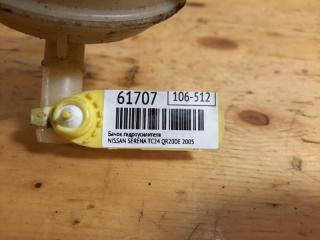 61707 106-512
Бачок гидроусилителя
NISSAN SERENA TC24 QR20DE 2005